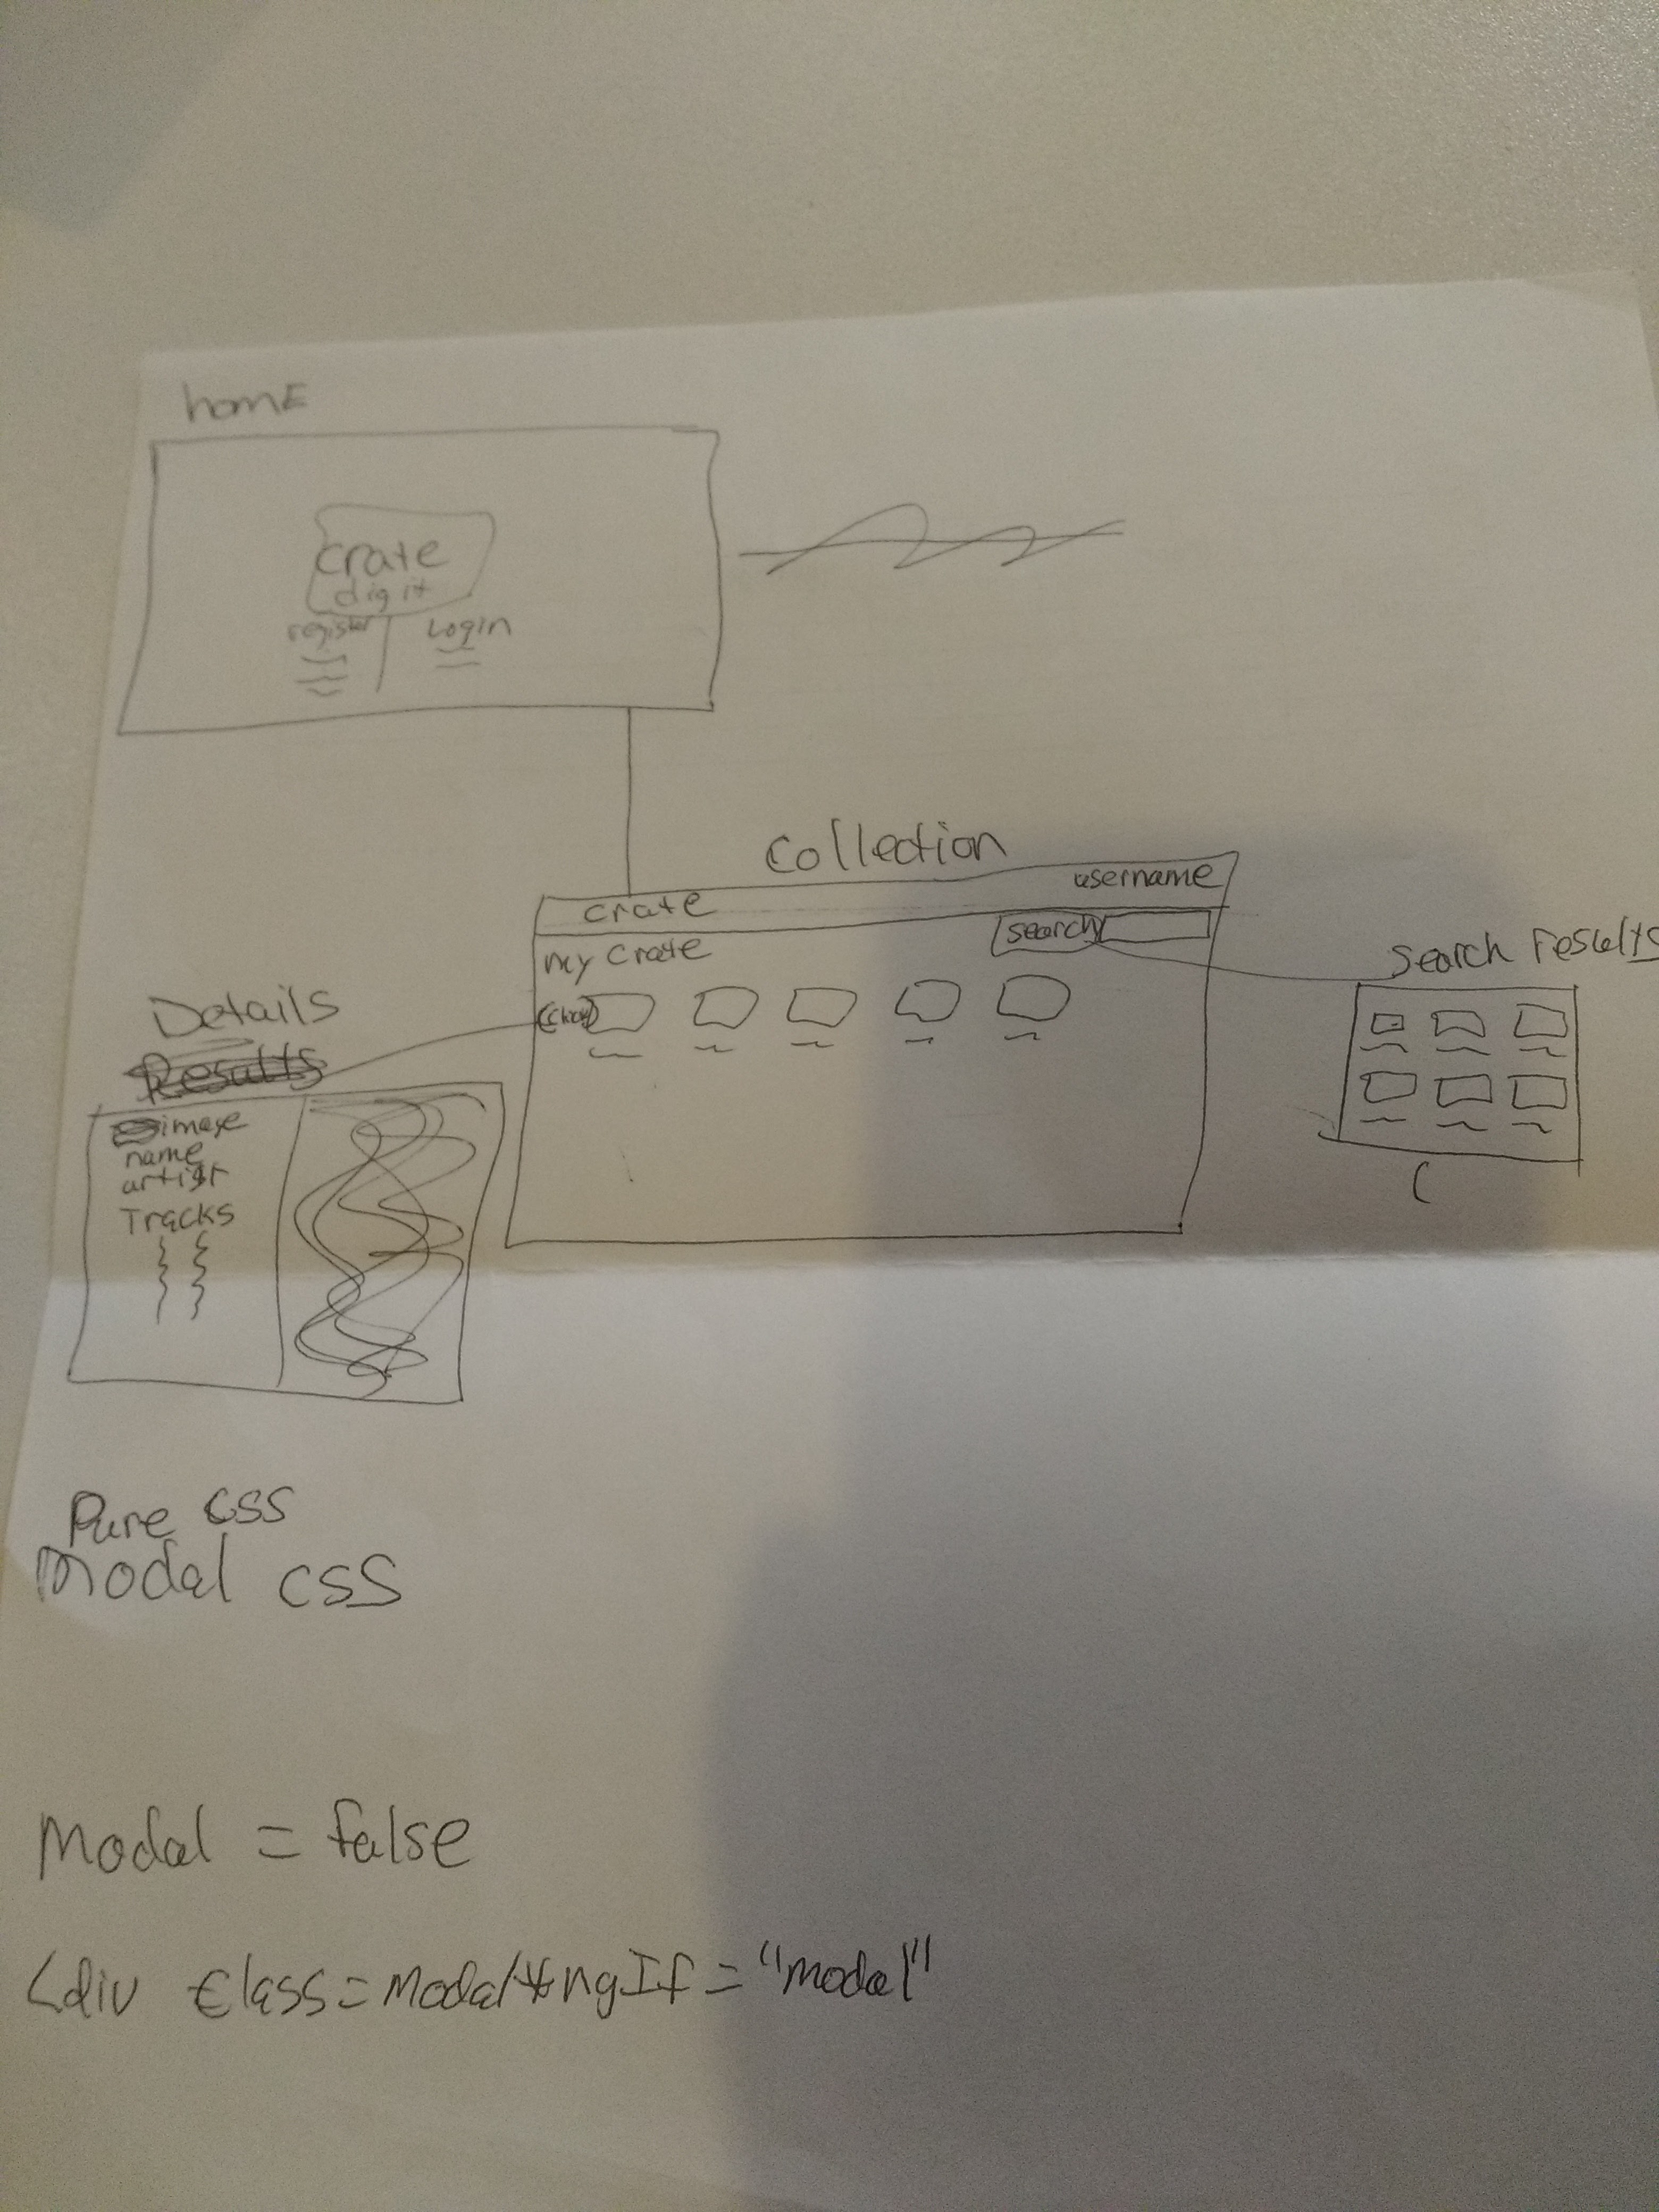 home
crate
dig it
register Login
Collection
crate username
my crate search
(click)
Search results
Details
image
name
artist
Tracks
Pure CSS
Modal CSS
Modal = false
<div class=Modal *ngIf="modal"